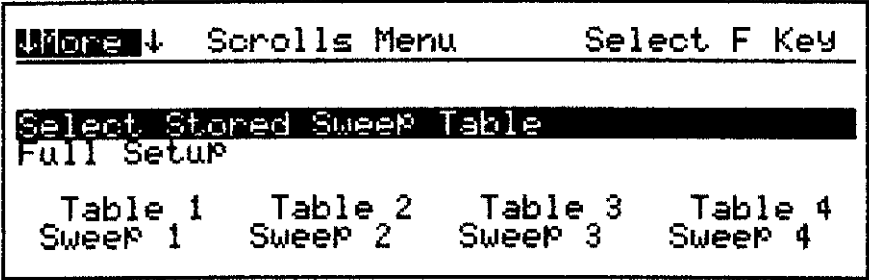 ↓More↓ Scrolls Menu Select F Key
Select Stored Sweep Table
Full Setup
Table 1 Table 2 Table 3 Table 4
Sweep 1 Sweep 2 Sweep 3 Sweep 4